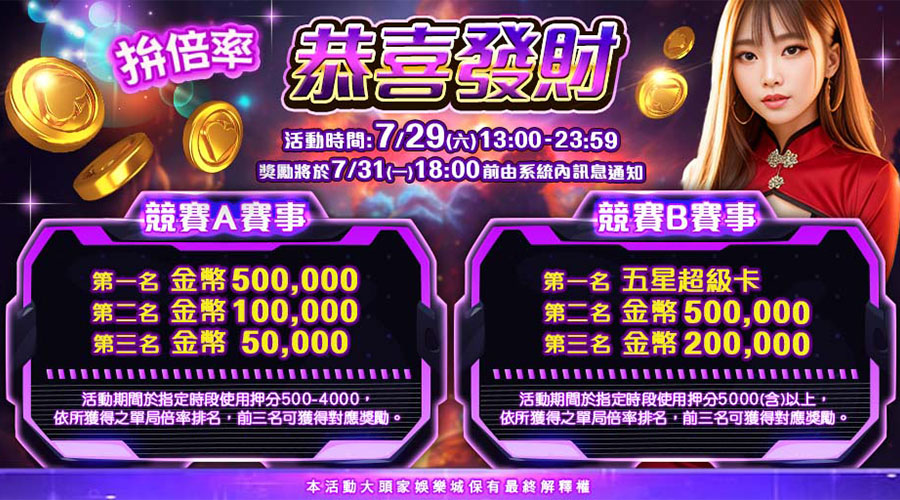 拚倍率
恭喜發財
活動時間:7/29(六)13:00-23:59
獎勵將於7/31(一)18:00前由系統內訊息通知
競賽A賽事
第一名 金幣500,000
第二名 金幣100,000
第三名 金幣 50,000
活動期間於指定時段使用押分500-4000，
依所獲得之單局倍率排名，前三名可獲得對應獎勵。
競賽B賽事
第一名 五星超級卡
第二名 金幣500,000
第三名 金幣200,000
活動期間於指定時段使用押分5000(含)以上，
依所獲得之單局倍率排名，前三名可獲得對應獎勵。
本活動大頭家娛樂城保有最終解釋權